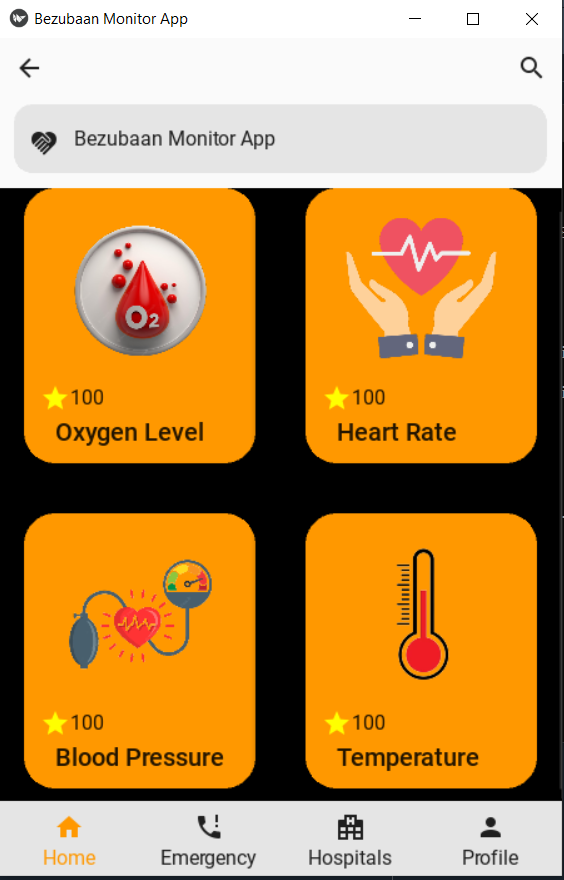 Bezubaan Monitor App
Bezubaan Monitor App
O2
100
Oxygen Level
100
Heart Rate
100
Blood Pressure
100
Temperature
H
Home
Emergency
Hospitals
Profile